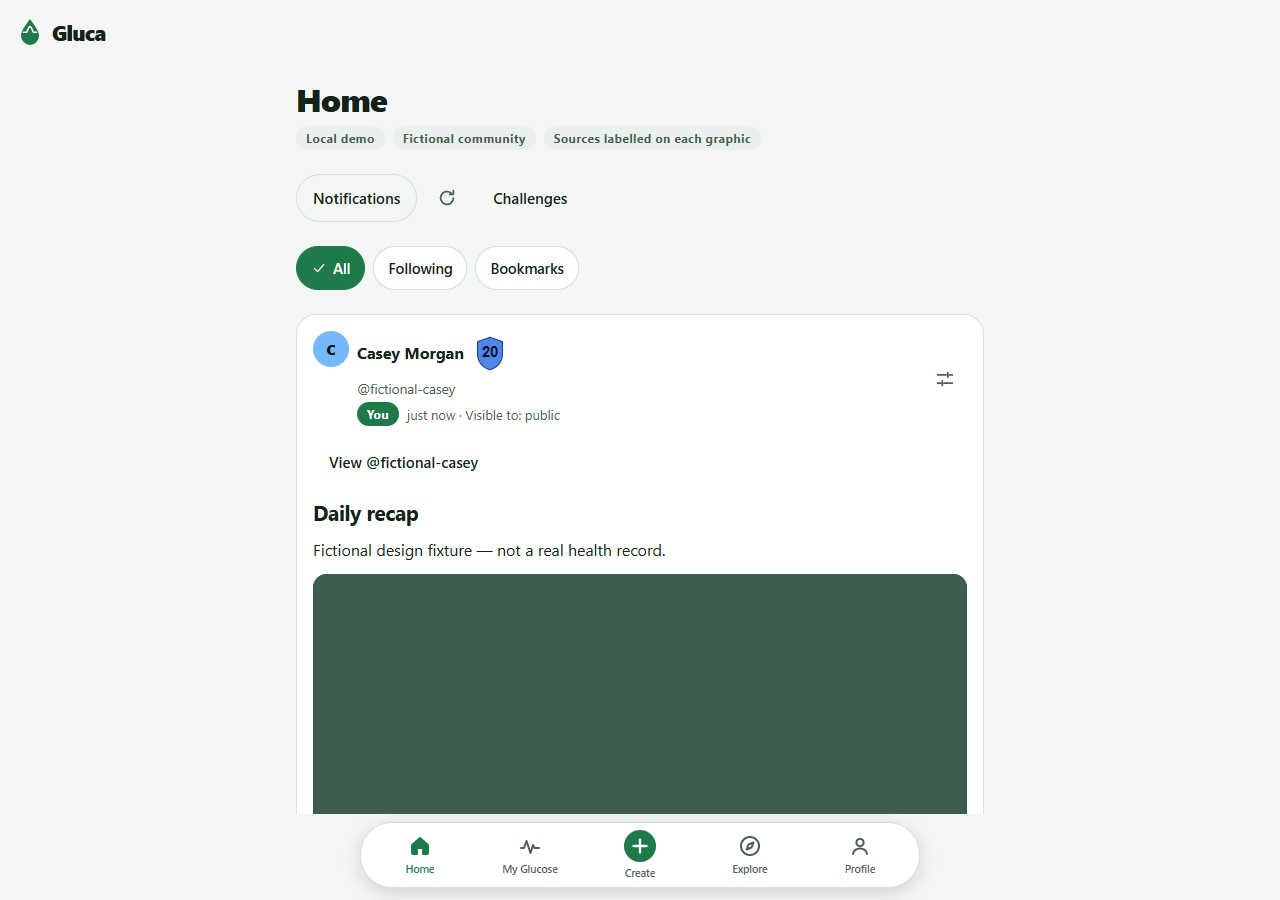 Gluca
Home
Local demo
Fictional community
Sources labelled on each graphic
Notifications
Challenges
All
Following
Bookmarks
C
Casey Morgan
20
@fictional-casey
You
just now · Visible to: public
View @fictional-casey
Daily recap
Fictional design fixture — not a real health record.
Home
My Glucose
Create
Explore
Profile